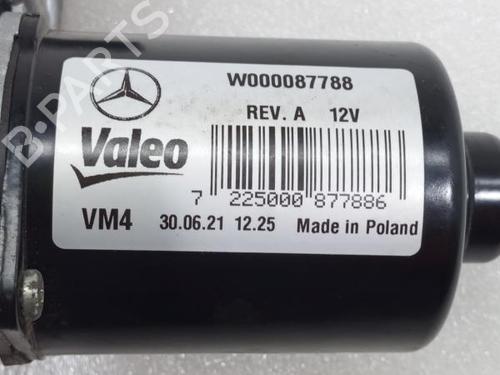 W000087788
REV. A 12V
Valeo
7 225000 877886
VM4 30.06.21 12.25 Made in Poland
B-PARTS